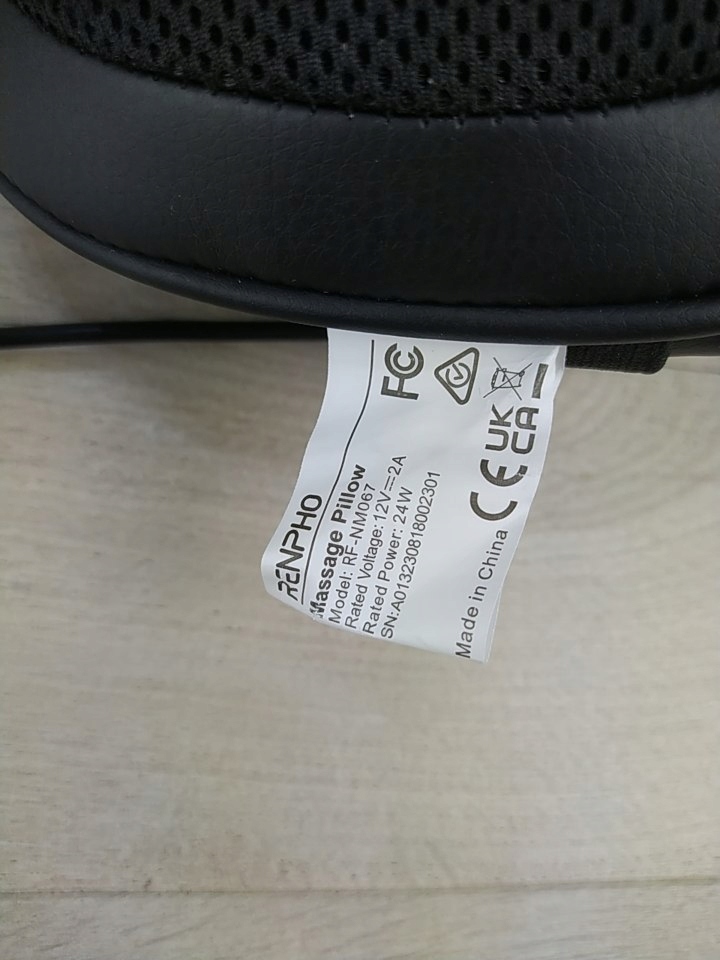 RENPHO
Massage Pillow
Model: RF-NM067
Rated Voltage: 12V⎓2A
Rated Power: 24W
SN:A013230818002301
Made in China
FC
CE
UK
CA